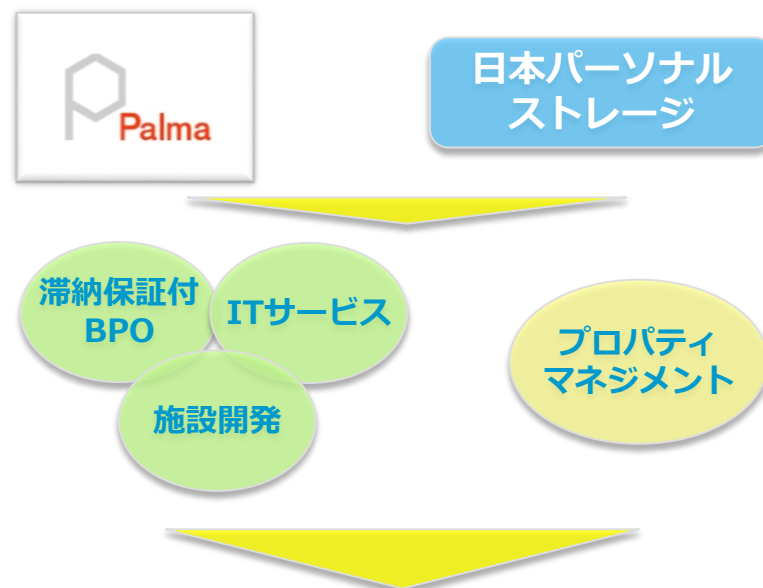 Palma
日本パーソナル
ストレージ
滞納保証付
BPO
ITサービス
施設開発
プロパティ
マネジメント